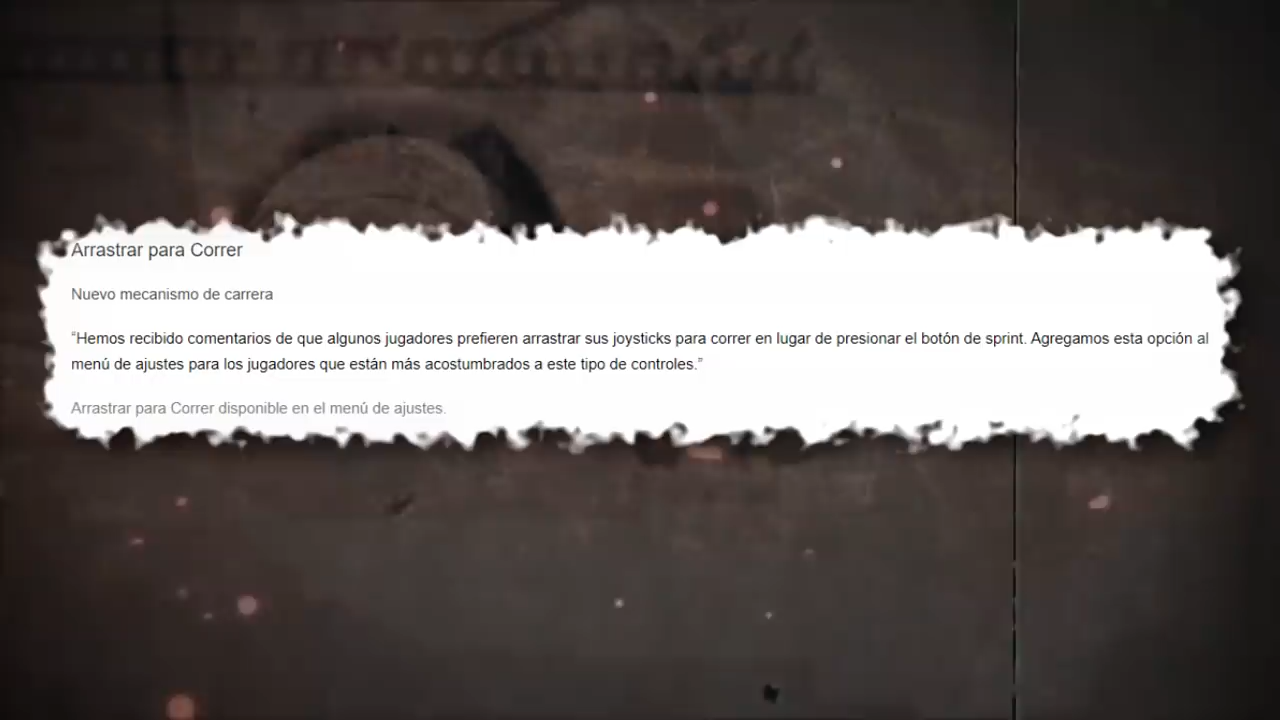 Arrastrar para Correr
Nuevo mecanismo de carrera
“Hemos recibido comentarios de que algunos jugadores prefieren arrastrar sus joysticks para correr en lugar de presionar el botón de sprint. Agregamos esta opción al
menú de ajustes para los jugadores que están más acostumbrados a este tipo de controles.”
Arrastrar para Correr disponible en el menú de ajustes.